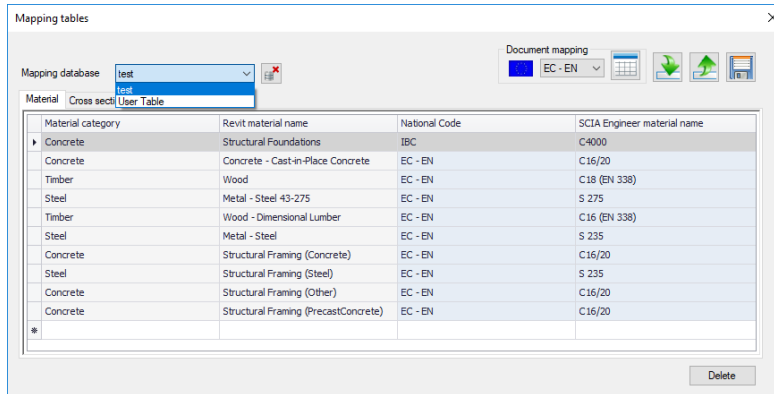 Mapping tables
Document mapping
Mapping database test EC - EN
test
User Table
Material Cross secti
Material category Revit material name National Code SCIA Engineer material name
Concrete Structural Foundations IBC C4000
Concrete Concrete - Cast-in-Place Concrete EC - EN C16/20
Timber Wood EC - EN C18 (EN 338)
Steel Metal - Steel 43-275 EC - EN S 275
Timber Wood - Dimensional Lumber EC - EN C16 (EN 338)
Steel Metal - Steel EC - EN S 235
Concrete Structural Framing (Concrete) EC - EN C16/20
Steel Structural Framing (Steel) EC - EN S 235
Concrete Structural Framing (Other) EC - EN C16/20
Concrete Structural Framing (PrecastConcrete) EC - EN C16/20
Delete